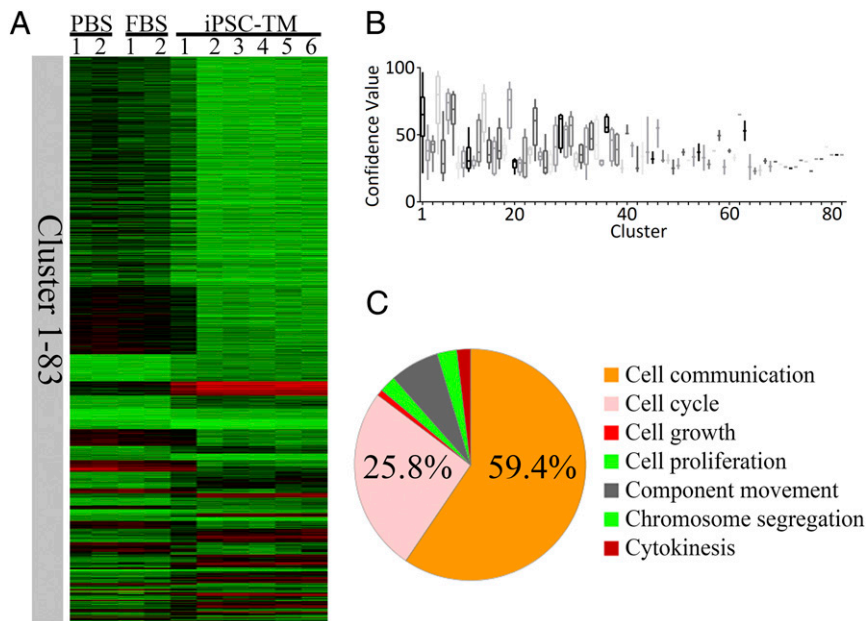 A
PBS FBS iPSC-TM
1 2 1 2 1 2 3 4 5 6
Cluster 1-83
B
Confidence Value
100
50
0
1 20 40 60 80
Cluster
C
25.8% 59.4%
Cell communication
Cell cycle
Cell growth
Cell proliferation
Component movement
Chromosome segregation
Cytokinesis